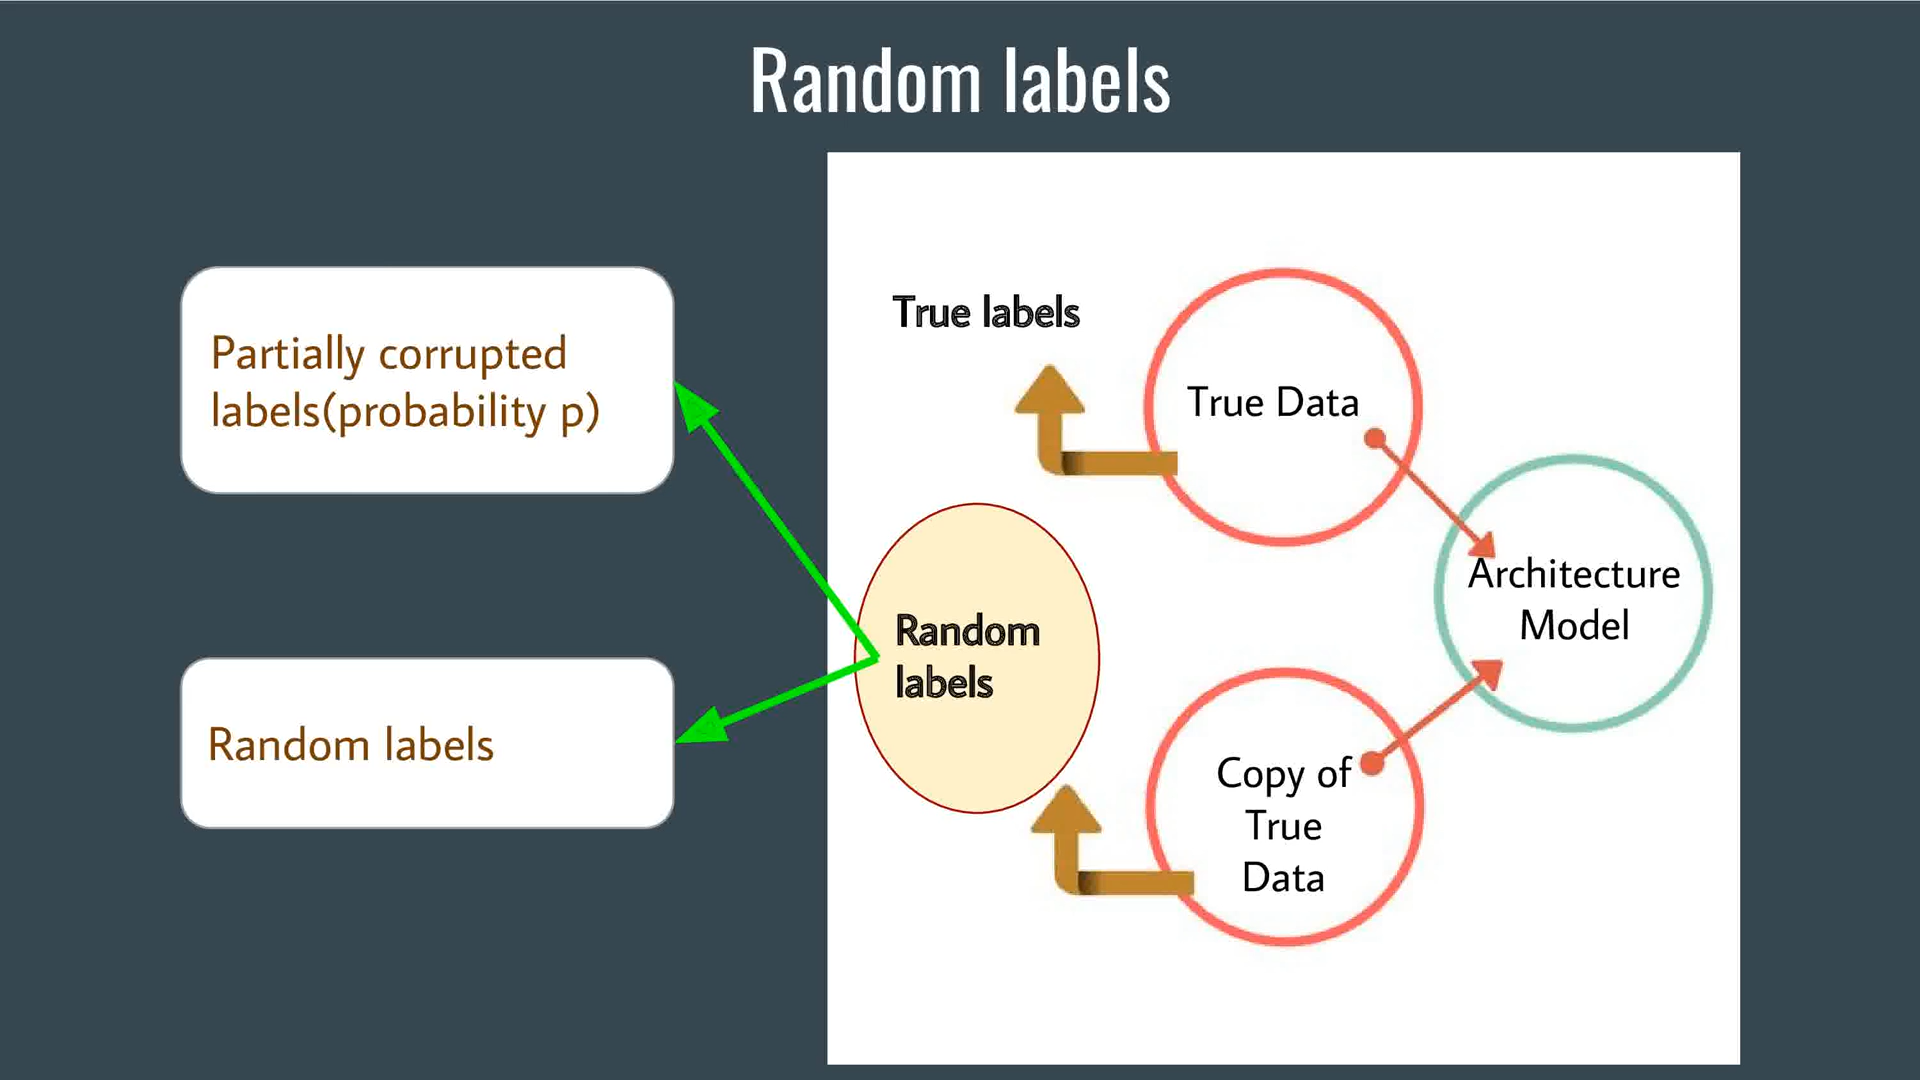 Random labels
Partially corrupted
labels(probability p)
Random labels
True labels
True Data
Random
labels
Architecture
Model
Copy of
True
Data